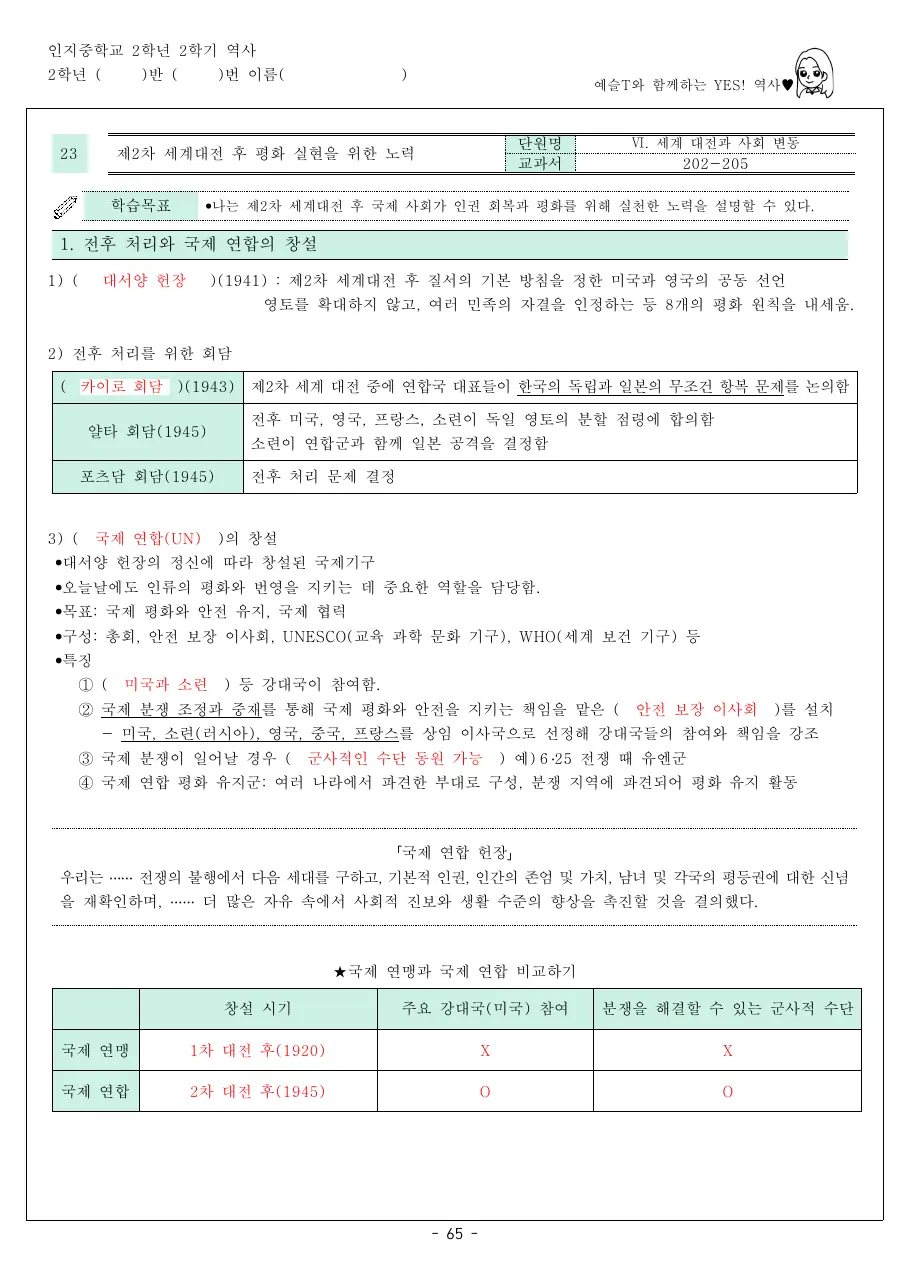 인지중학교 2학년 2학기 역사
2학년 ( )반 ( )번 이름( )
예슬T와 함께하는 YES! 역사♥
23
제2차 세계대전 후 평화 실현을 위한 노력
단원명
Ⅵ. 세계 대전과 사회 변동
교과서
202-205
학습목표
•나는 제2차 세계대전 후 국제 사회가 인권 회복과 평화를 위해 실천한 노력을 설명할 수 있다.
1. 전후 처리와 국제 연합의 창설
1) ( 대서양 헌장 )(1941) : 제2차 세계대전 후 질서의 기본 방침을 정한 미국과 영국의 공동 선언
영토를 확대하지 않고, 여러 민족의 자결을 인정하는 등 8개의 평화 원칙을 내세움.
2) 전후 처리를 위한 회담
( 카이로 회담 )(1943) 제2차 세계 대전 중에 연합국 대표들이 한국의 독립과 일본의 무조건 항복 문제를 논의함
얄타 회담(1945)
전후 미국, 영국, 프랑스, 소련이 독일 영토의 분할 점령에 합의함
소련이 연합군과 함께 일본 공격을 결정함
포츠담 회담(1945) 전후 처리 문제 결정
3) ( 국제 연합(UN) )의 창설
•대서양 헌장의 정신에 따라 창설된 국제기구
•오늘날에도 인류의 평화와 번영을 지키는 데 중요한 역할을 담당함.
•목표: 국제 평화와 안전 유지, 국제 협력
•구성: 총회, 안전 보장 이사회, UNESCO(교육 과학 문화 기구), WHO(세계 보건 기구) 등
•특징
① ( 미국과 소련 ) 등 강대국이 참여함.
② 국제 분쟁 조정과 중재를 통해 국제 평화와 안전을 지키는 책임을 맡은 ( 안전 보장 이사회 )를 설치
- 미국, 소련(러시아), 영국, 중국, 프랑스를 상임 이사국으로 선정해 강대국들의 참여와 책임을 강조
③ 국제 분쟁이 일어날 경우 ( 군사적인 수단 동원 가능 ) 예)6·25 전쟁 때 유엔군
④ 국제 연합 평화 유지군: 여러 나라에서 파견한 부대로 구성, 분쟁 지역에 파견되어 평화 유지 활동
「국제 연합 헌장」
우리는 …… 전쟁의 불행에서 다음 세대를 구하고, 기본적 인권, 인간의 존엄 및 가치, 남녀 및 각국의 평등권에 대한 신념
을 재확인하며, …… 더 많은 자유 속에서 사회적 진보와 생활 수준의 향상을 촉진할 것을 결의했다.
★국제 연맹과 국제 연합 비교하기
창설 시기 주요 강대국(미국) 참여 분쟁을 해결할 수 있는 군사적 수단
국제 연맹 1차 대전 후(1920) X X
국제 연합 2차 대전 후(1945) O O
- 65 -